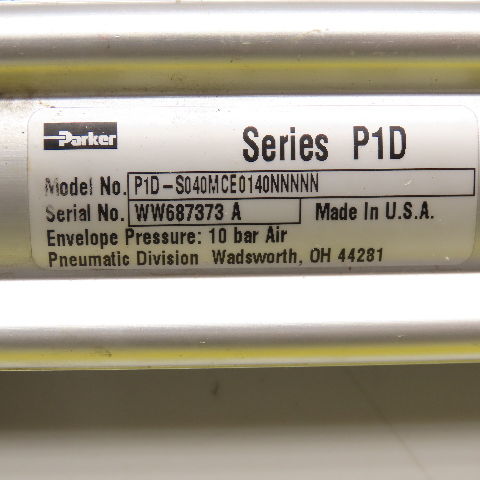 Parker
Series P1D
Model No. P1D-S040MCE0140NNNNN
Serial No. WW687373 A Made In U.S.A.
Envelope Pressure: 10 bar Air
Pneumatic Division Wadsworth, OH 44281